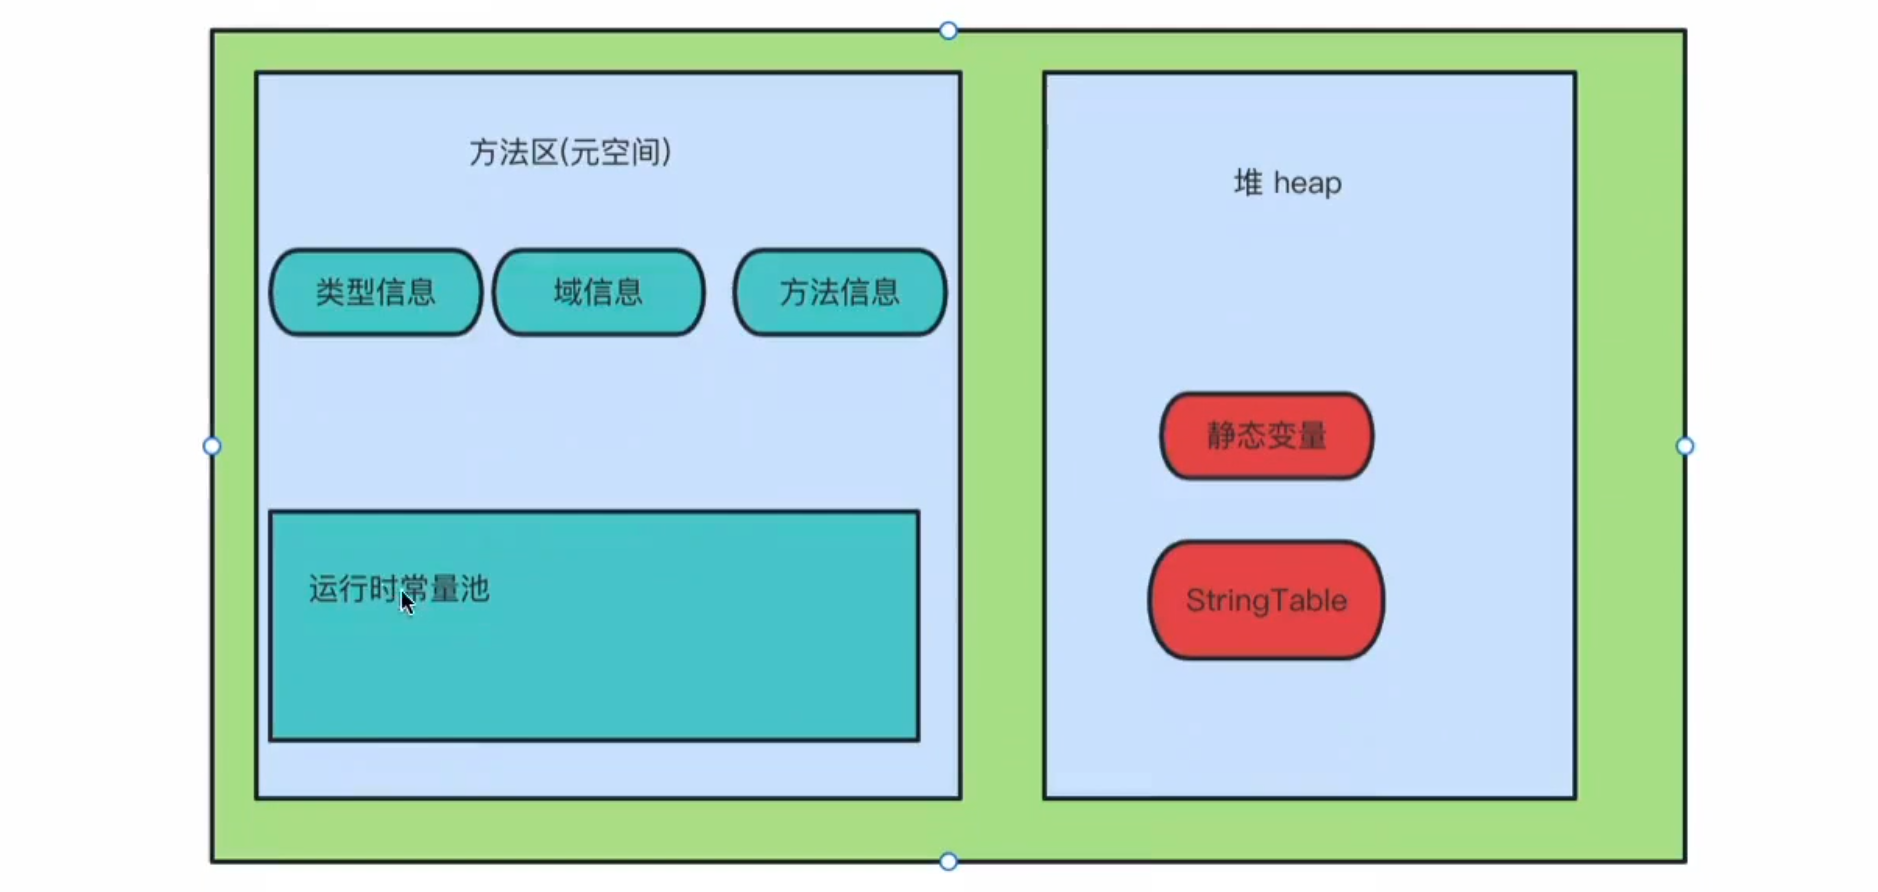 方法区(元空间)
堆 heap
类型信息
域信息
方法信息
静态变量
运行时常量池
StringTable